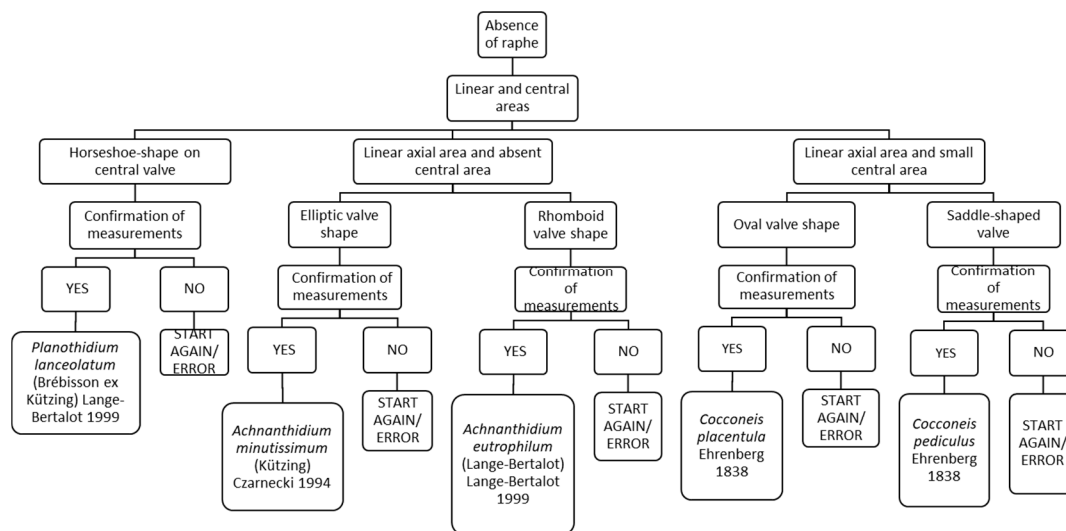 Absence
of raphe
Linear and central
areas
Horseshoe-shape on
central valve
Linear axial area and absent
central area
Linear axial area and small
central area
Confirmation of
measurements
Elliptic valve
shape
Rhomboid
valve shape
Oval valve shape
Saddle-shaped
valve
Confirmation of
measurements
Confirmation
of
measurements
Confirmation of
measurements
Confirmation
of
measurements
YES
NO
YES
NO
YES
NO
YES
NO
YES
NO
Planothidium
lanceolatum
(Brébisson ex
Kützing) Lange-
Bertalot 1999
START
AGAIN/
ERROR
Achnanthidium
minutissimum
(Kützing)
Czarnecki 1994
START
AGAIN/
ERROR
Achnanthidium
eutrophilum
(Lange-Bertalot)
Lange-Bertalot
1999
START
AGAIN/
ERROR
Cocconeis
placentula
Ehrenberg
1838
START
AGAIN/
ERROR
Cocconeis
pediculus
Ehrenberg
1838
START
AGAIN/
ERROR